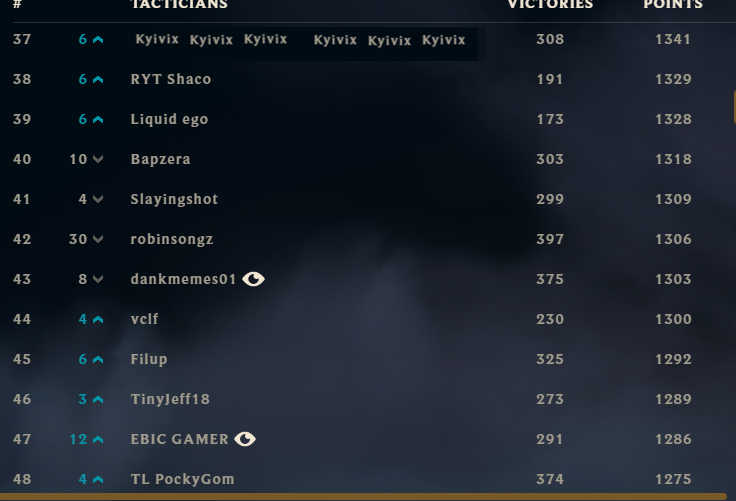 # TACTICIANS VICTORIES POINTS
37 6 Kyivix Kyivix Kyivix Kyivix Kyivix Kyivix 308 1341
38 6 RYT Shaco 191 1329
39 6 Liquid ego 173 1328
40 10 Bapzera 303 1318
41 4 Slayingshot 299 1309
42 30 robinsongz 397 1306
43 8 dankmemes01 375 1303
44 4 vclf 230 1300
45 6 Filup 325 1292
46 3 TinyJeff18 273 1289
47 12 EBIC GAMER 291 1286
48 4 TL PockyGom 374 1275